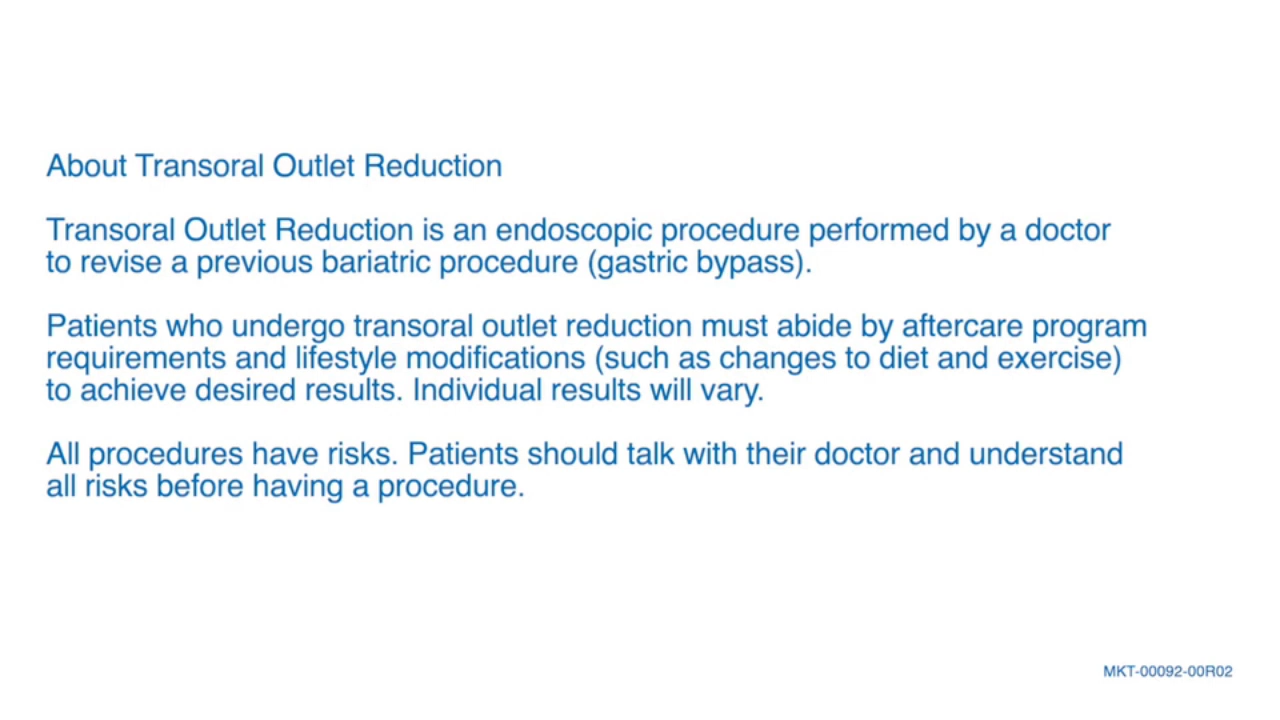 About Transoral Outlet Reduction
Transoral Outlet Reduction is an endoscopic procedure performed by a doctor
to revise a previous bariatric procedure (gastric bypass).
Patients who undergo transoral outlet reduction must abide by aftercare program
requirements and lifestyle modifications (such as changes to diet and exercise)
to achieve desired results. Individual results will vary.
All procedures have risks. Patients should talk with their doctor and understand
all risks before having a procedure.
MKT-00092-00R02